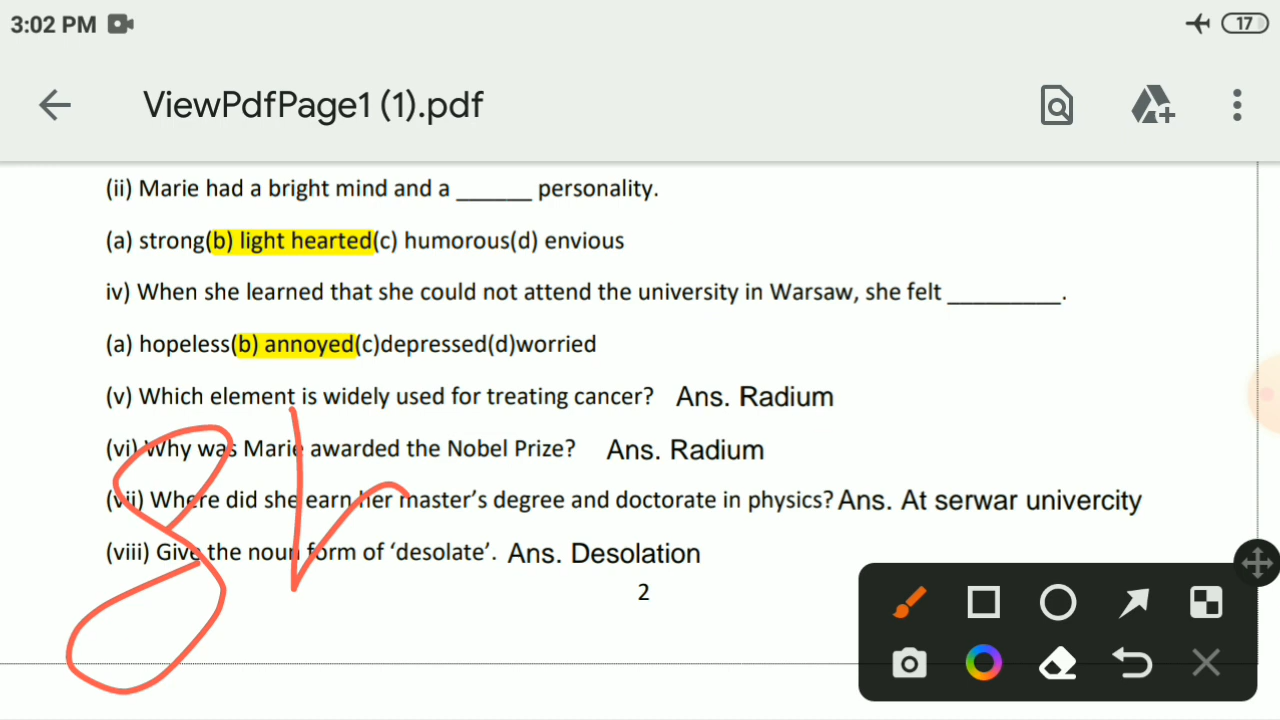 3:02 PM 17
ViewPdfPage1 (1).pdf
(ii) Marie had a bright mind and a ______ personality.
(a) strong(b) light hearted(c) humorous(d) envious
iv) When she learned that she could not attend the university in Warsaw, she felt _________.
(a) hopeless(b) annoyed(c)depressed(d)worried
(v) Which element is widely used for treating cancer? Ans. Radium
(vi) Why was Marie awarded the Nobel Prize? Ans. Radium
(vii) Where did she earn her master's degree and doctorate in physics? Ans. At serwar univercity
(viii) Give the noun form of 'desolate'. Ans. Desolation
2